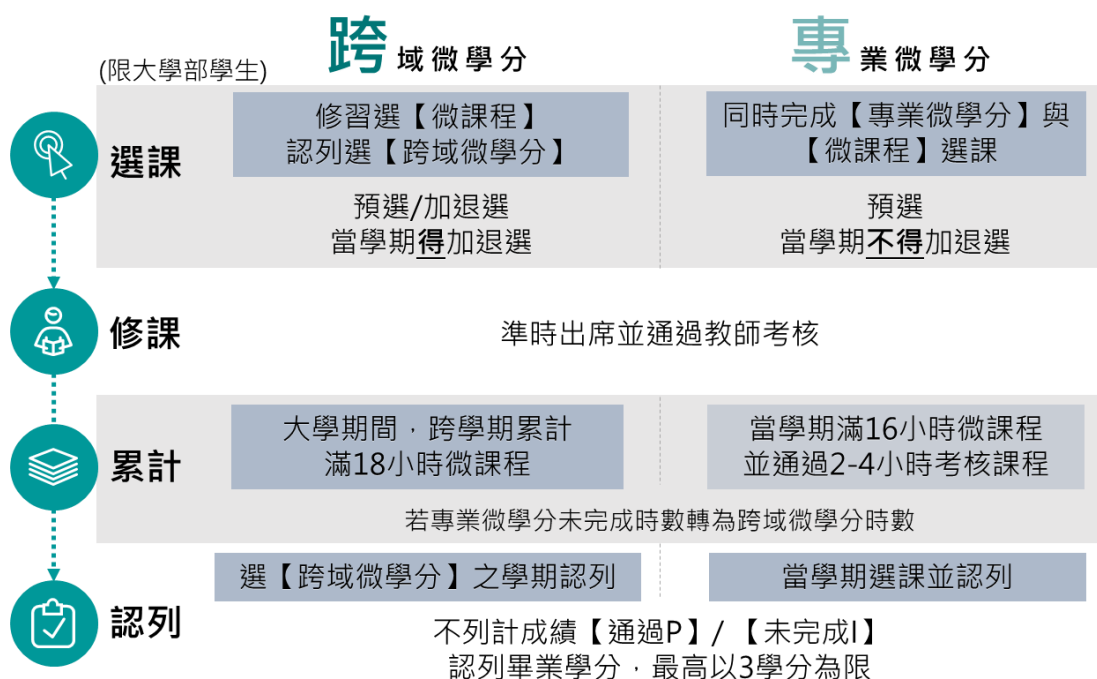 跨域微學分
專業微學分
(限大學部學生)
選課
修習選【微課程】
認列選【跨域微學分】
預選/加退選
當學期得加退選
同時完成【專業微學分】與
【微課程】選課
預選
當學期不得加退選
修課
準時出席並通過教師考核
累計
大學期間，跨學期累計
滿18小時微課程
當學期滿16小時微課程
並通過2-4小時考核課程
若專業微學分未完成時數轉為跨域微學分時數
認列
選【跨域微學分】之學期認列
當學期選課並認列
不列計成績【通過P】/【未完成I】
認列畢業學分，最高以3學分為限